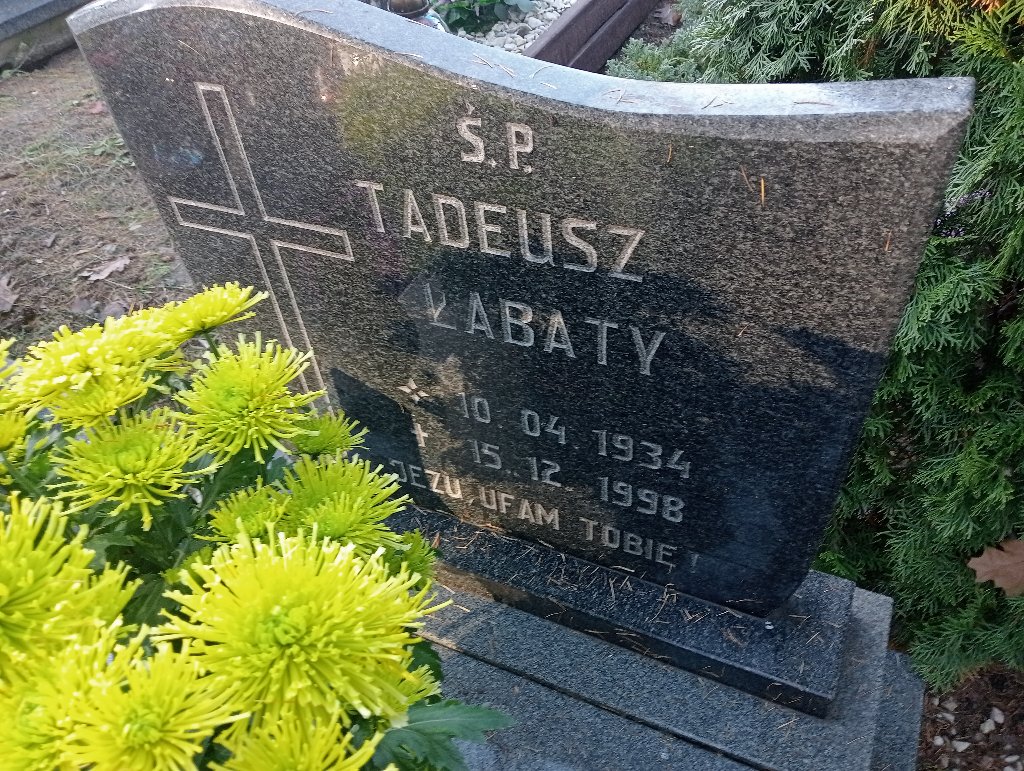 Ś.P.
TADEUSZ
ŁABATY
10. 04. 1934
15. 12. 1998
JEZU, UFAM TOBIE!